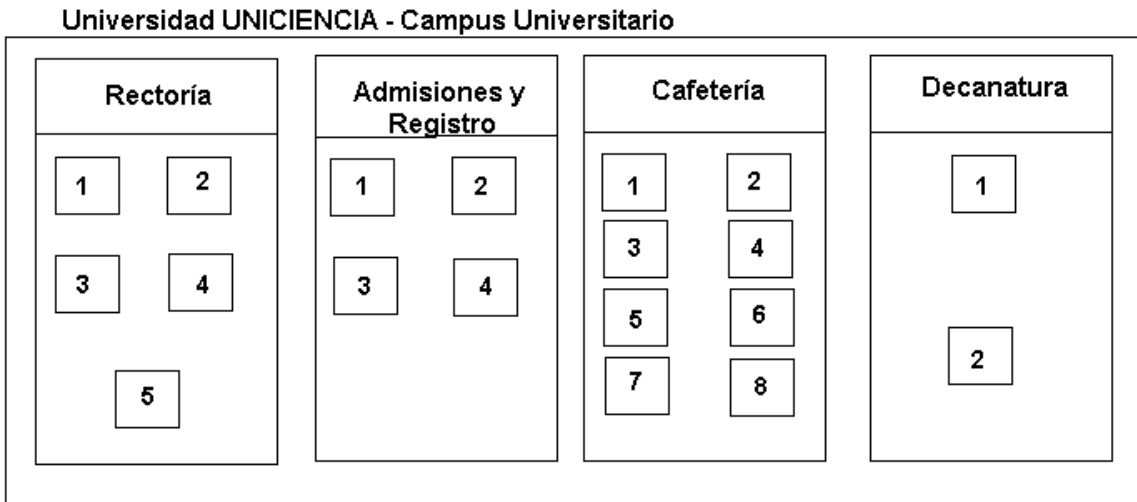 Universidad UNICIENCIA - Campus Universitario
Rectoría
1 2
3 4
5
Admisiones y
Registro
1 2
3 4
Cafetería
1 2
3 4
5 6
7 8
Decanatura
1
2